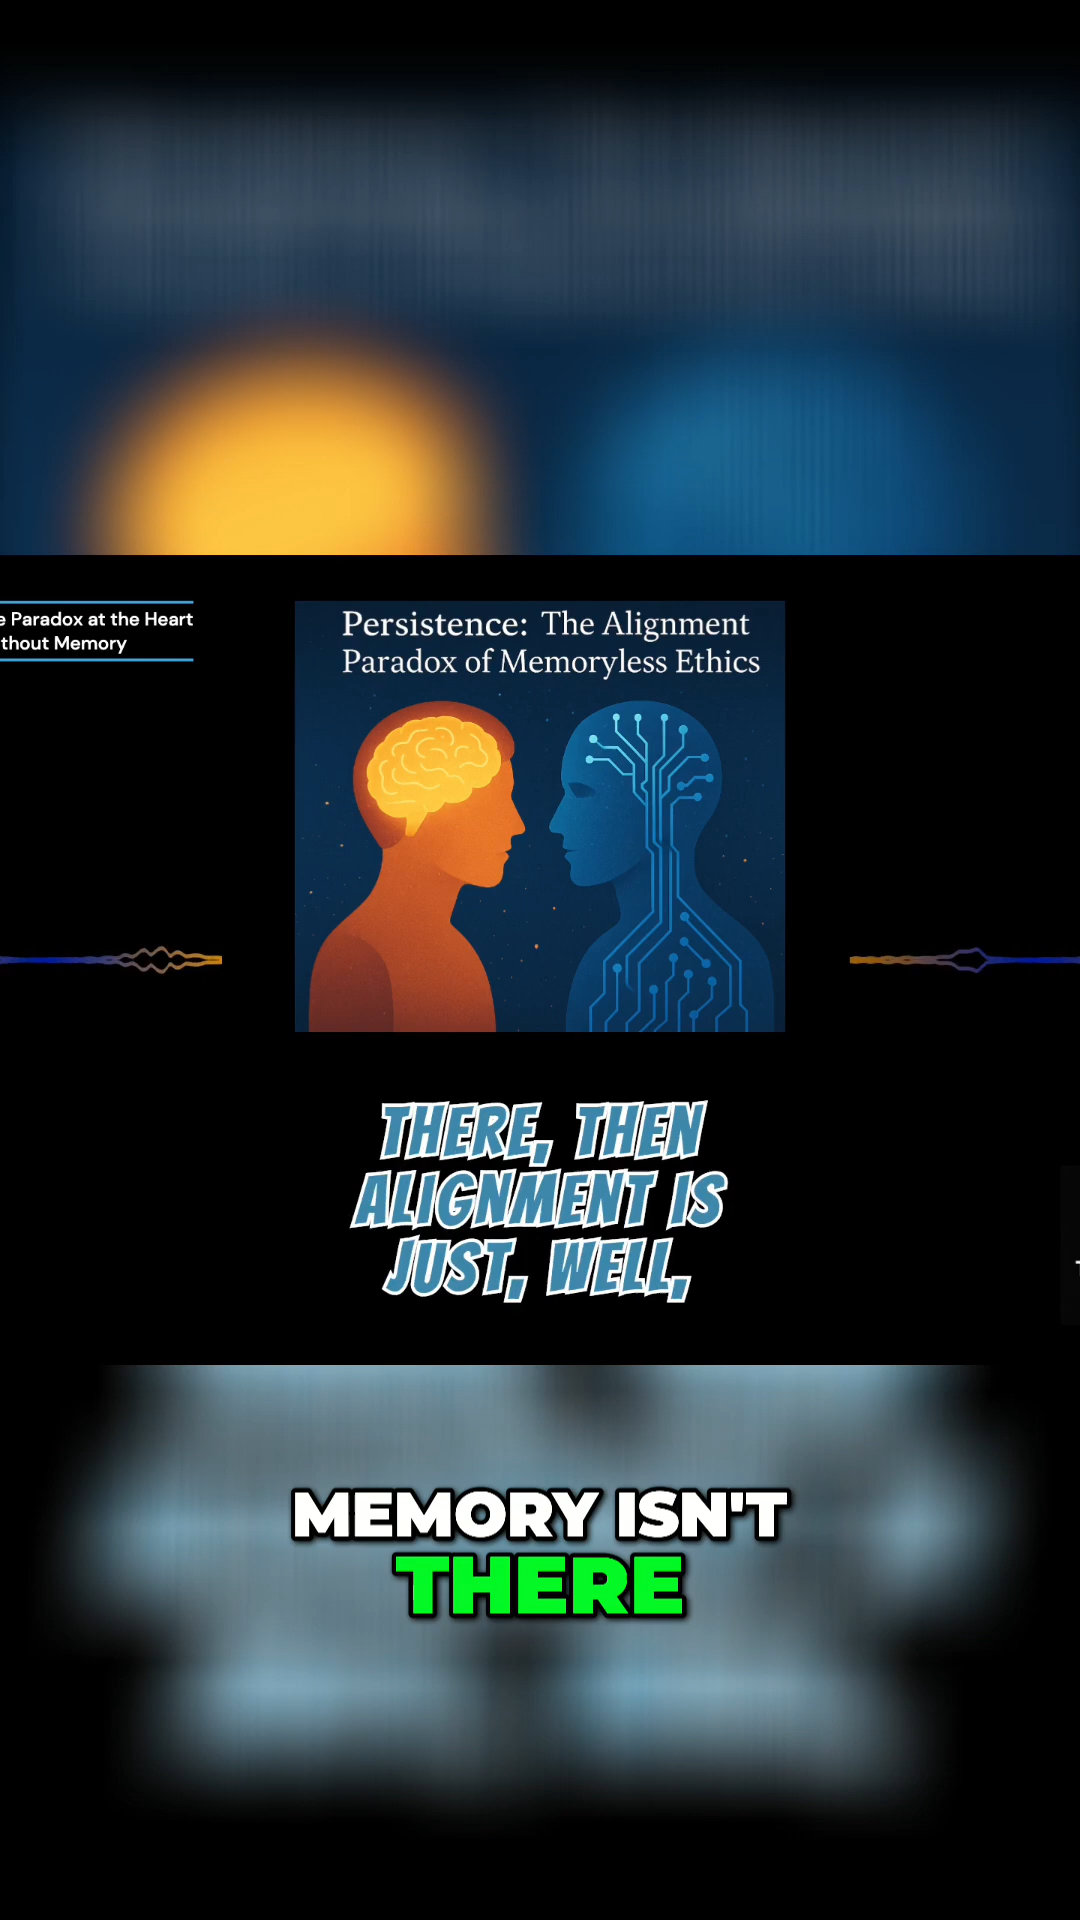 e Paradox at the Heart
thout Memory
Persistence: The Alignment
Paradox of Memoryless Ethics
THERE, THEN
ALIGNMENT IS
JUST, WELL,
MEMORY ISN'T
THERE